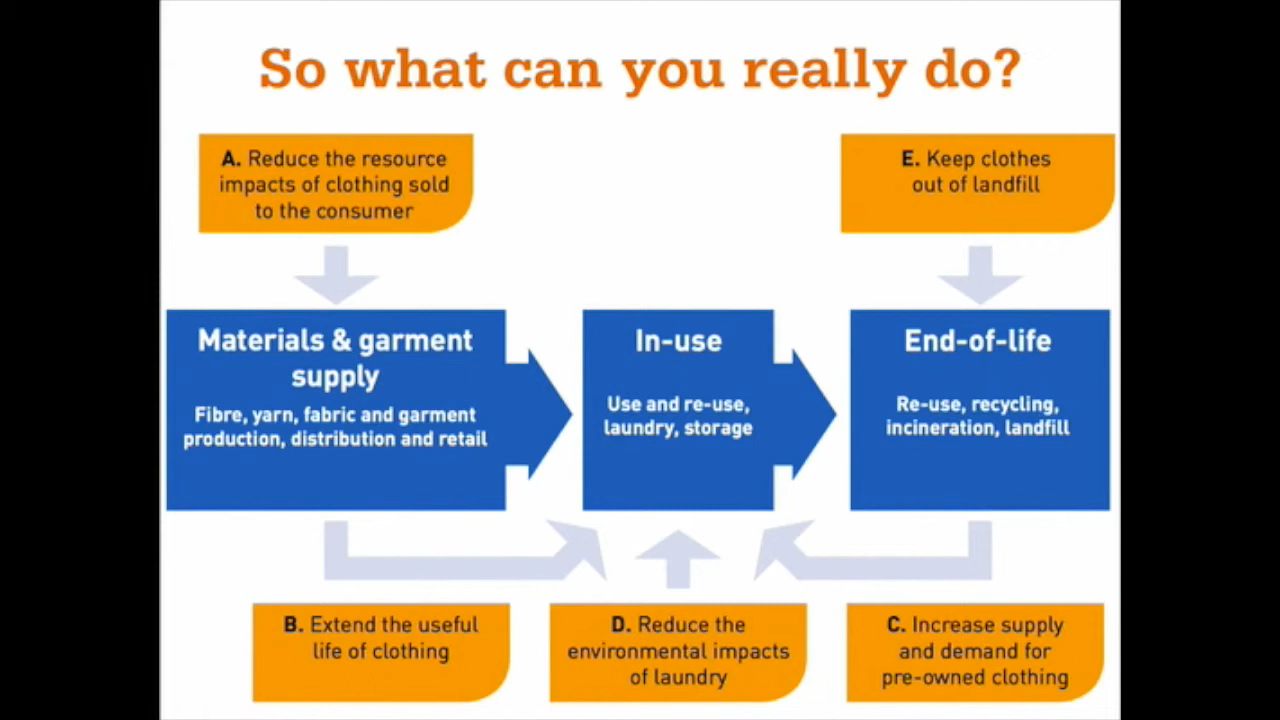 So what can you really do?
A. Reduce the resource
impacts of clothing sold
to the consumer
E. Keep clothes
out of landfill
Materials & garment
supply
Fibre, yarn, fabric and garment
production, distribution and retail
In-use
Use and re-use,
laundry, storage
End-of-life
Re-use, recycling,
incineration, landfill
B. Extend the useful
life of clothing
D. Reduce the
environmental impacts
of laundry
C. Increase supply
and demand for
pre-owned clothing